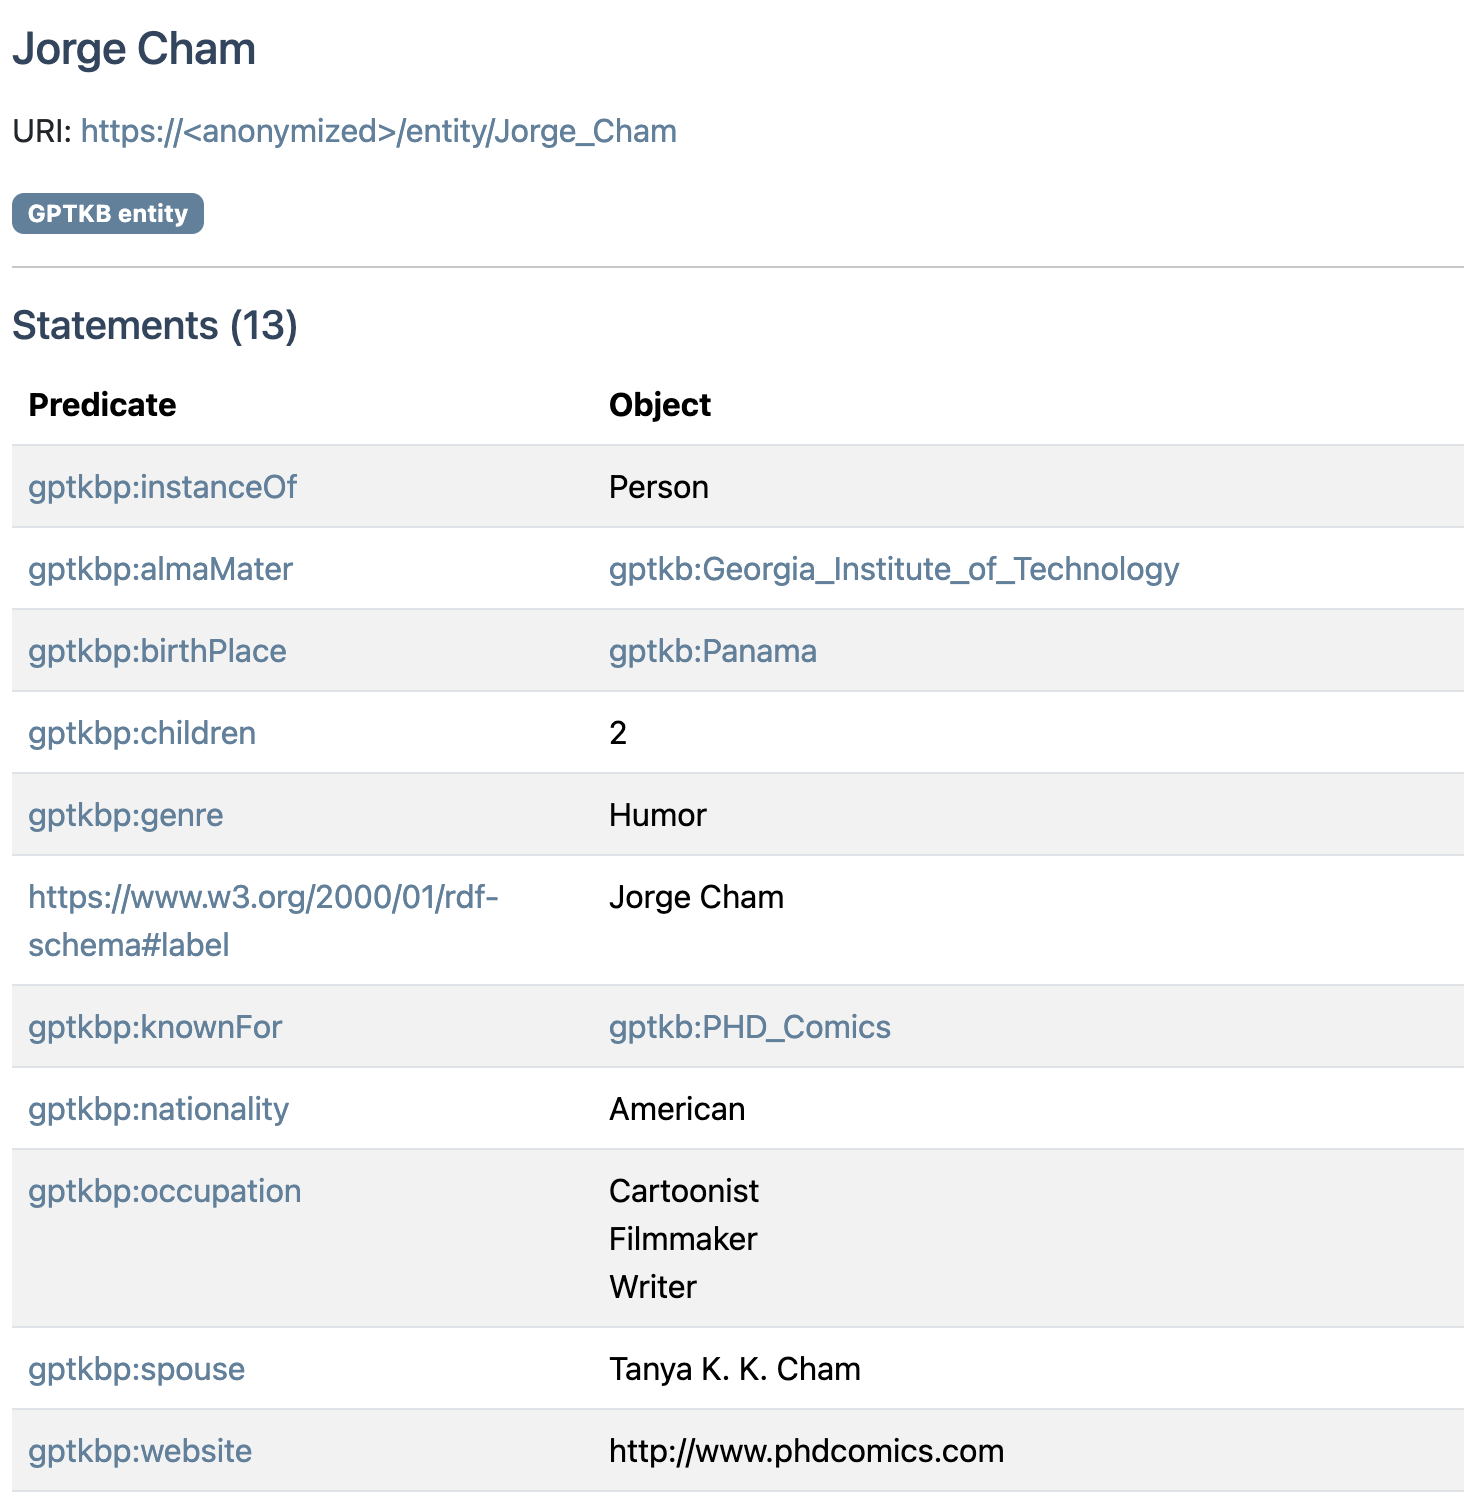 Jorge Cham
URI: https://<anonymized>/entity/Jorge_Cham
GPTKB entity
Statements (13)
Predicate Object
gptkbp:instanceOf Person
gptkbp:almaMater gptkb:Georgia_Institute_of_Technology
gptkbp:birthPlace gptkb:Panama
gptkbp:children 2
gptkbp:genre Humor
https://www.w3.org/2000/01/rdf- Jorge Cham
schema#label
gptkbp:knownFor gptkb:PHD_Comics
gptkbp:nationality American
gptkbp:occupation Cartoonist
Filmmaker
Writer
gptkbp:spouse Tanya K. K. Cham
gptkbp:website http://www.phdcomics.com